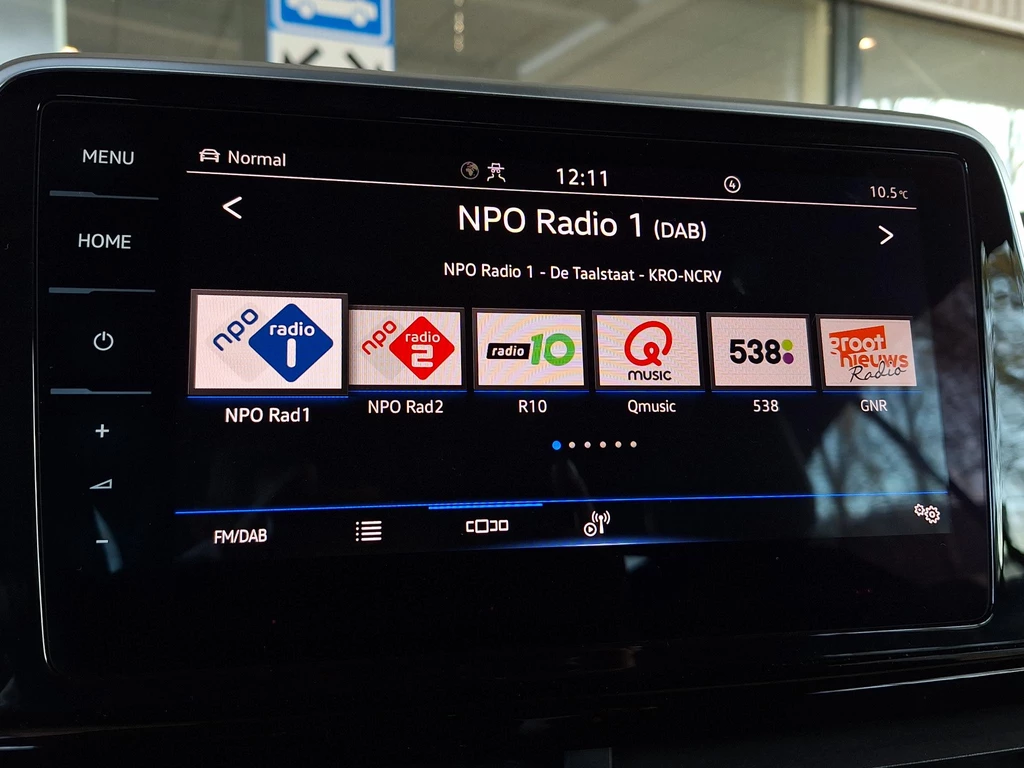 MENU
Normal
12:11
4
10.5°C
HOME
< NPO Radio 1 (DAB) >
NPO Radio 1 - De Taalstaat - KRO-NCRV
npo radio 1
npo radio 2
radio 10
Q MUSIC
538
groot nieuws Radio
NPO Rad1
NPO Rad2
R10
Qmusic
538
GNR
+
-
FM/DAB